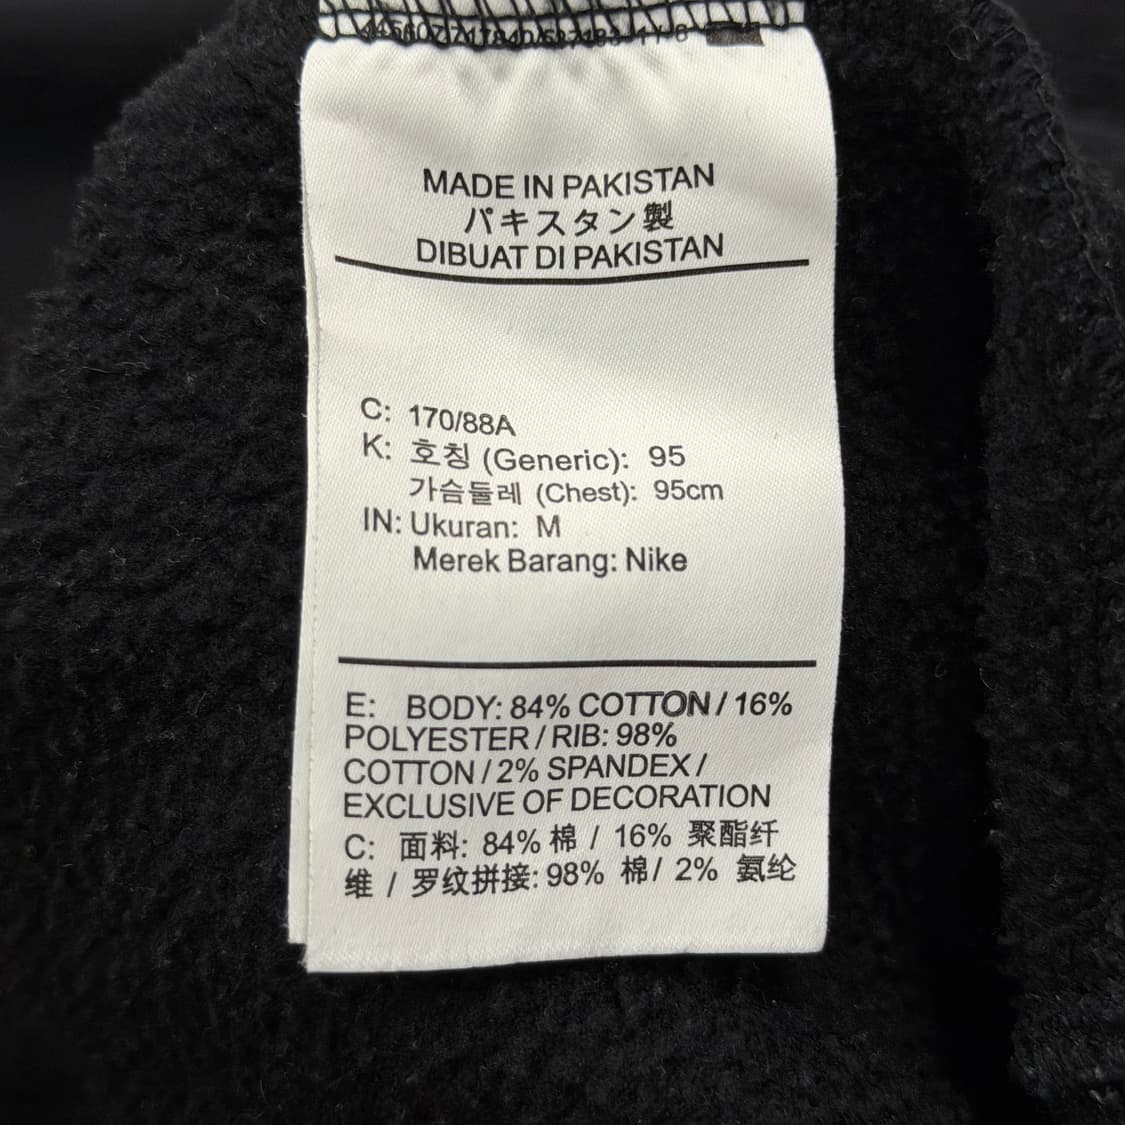 MADE IN PAKISTAN
パキスタン製
DIBUAT DI PAKISTAN
C: 170/88A
K: 호칭 (Generic): 95
가슴둘레 (Chest): 95cm
IN: Ukuran: M
Merek Barang: Nike
E: BODY: 84% COTTON / 16%
POLYESTER / RIB: 98%
COTTON / 2% SPANDEX /
EXCLUSIVE OF DECORATION
C: 面料: 84% 棉 / 16% 聚酯纤
维 / 罗纹拼接: 98% 棉/ 2% 氨纶